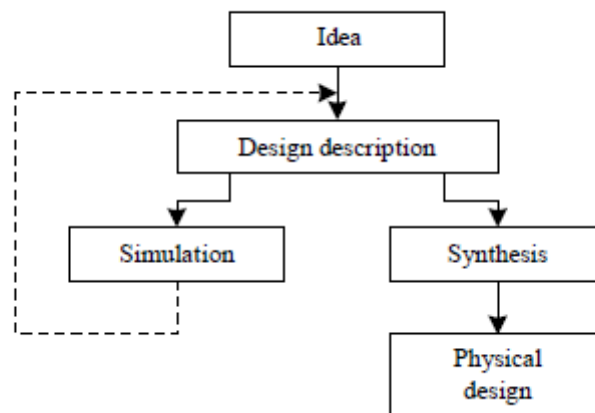 Idea
Design description
Simulation
Synthesis
Physical
design